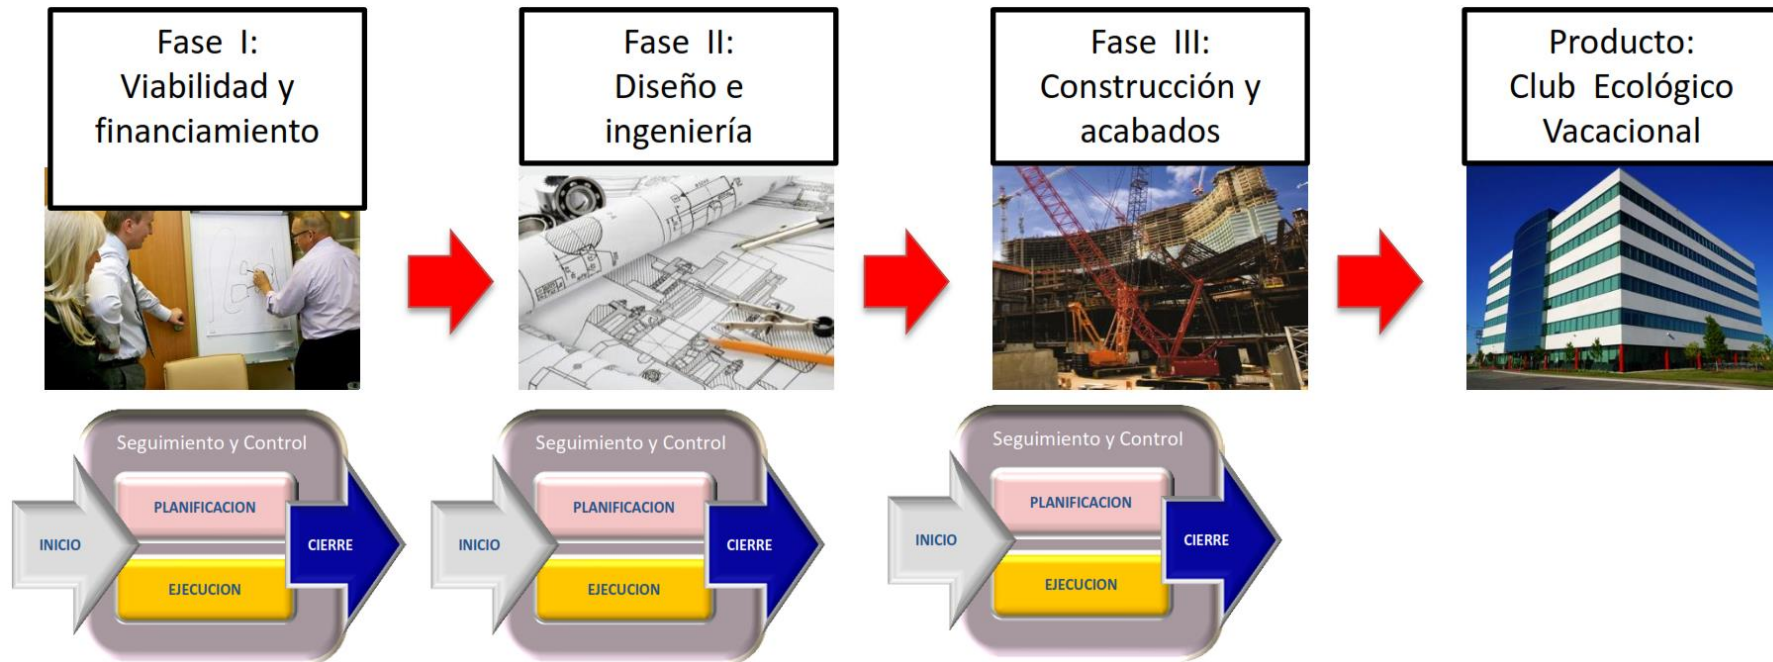 Fase I:
Viabilidad y
financiamiento
Fase II:
Diseño e
ingeniería
Fase III:
Construcción y
acabados
Producto:
Club Ecológico
Vacacional
Seguimiento y Control
PLANIFICACION
INICIO
CIERRE
EJECUCION
Seguimiento y Control
PLANIFICACION
INICIO
CIERRE
EJECUCION
Seguimiento y Control
PLANIFICACION
INICIO
CIERRE
EJECUCION